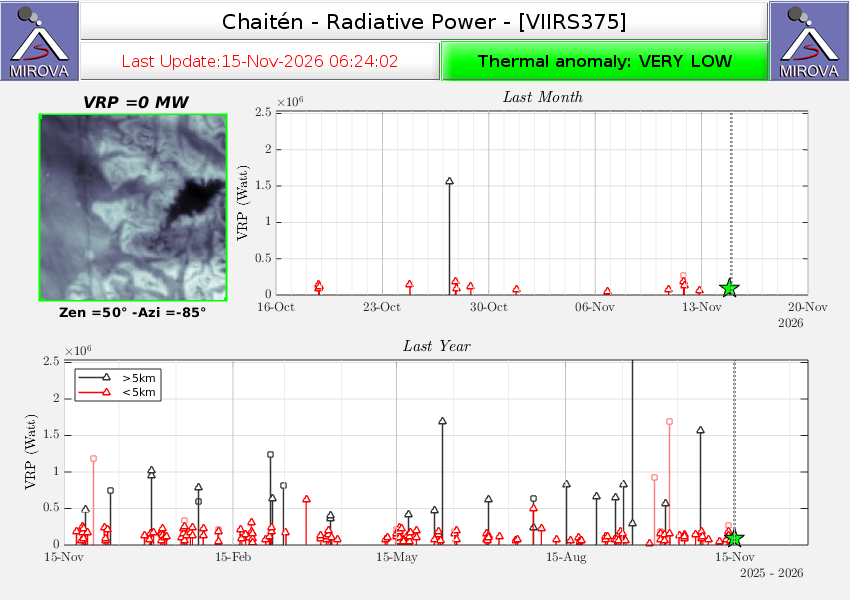 MIROVA
Chaitén - Radiative Power - [VIIRS375]
MIROVA
Last Update:15-Nov-2026 06:24:02
Thermal anomaly: VERY LOW
VRP =0 MW
Zen =50° -Azi =-85°
Last Month
×10⁶
VRP (Watt)
2.5
2
1.5
1
0.5
0
16-Oct 23-Oct 30-Oct 06-Nov 13-Nov 20-Nov
2026
Last Year
×10⁶
VRP (Watt)
2.5
2
1.5
1
0.5
0
>5km
<5km
15-Nov 15-Feb 15-May 15-Aug 15-Nov
2025 - 2026